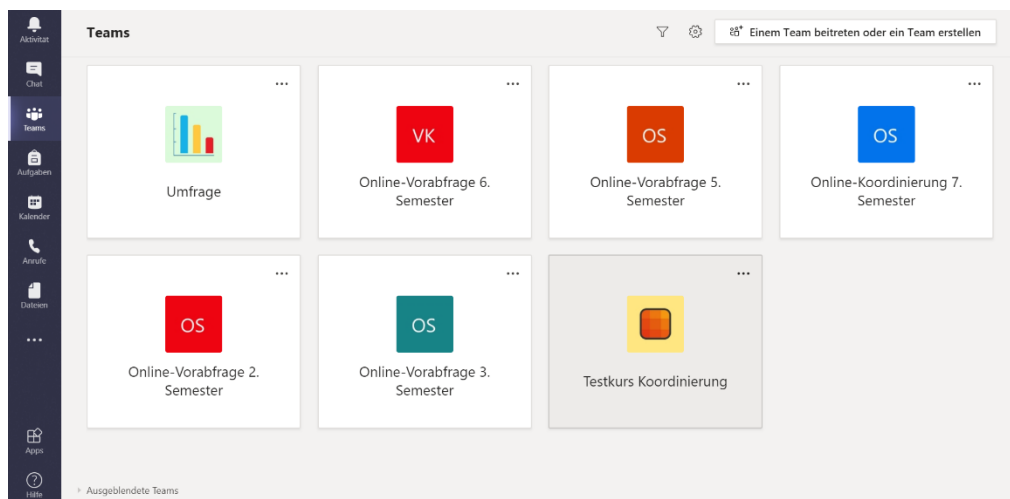 Aktivitat
Chat
Teams
Aufgaben
Kalender
Anrufe
Dateien
Apps
Hilfe
Teams
Einem Team beitreten oder ein Team erstellen
Umfrage
VK
Online-Vorabfrage 6.
Semester
OS
Online-Vorabfrage 5.
Semester
OS
Online-Koordinierung 7.
Semester
OS
Online-Vorabfrage 2.
Semester
OS
Online-Vorabfrage 3.
Semester
Testkurs Koordinierung
Ausgeblendete Teams